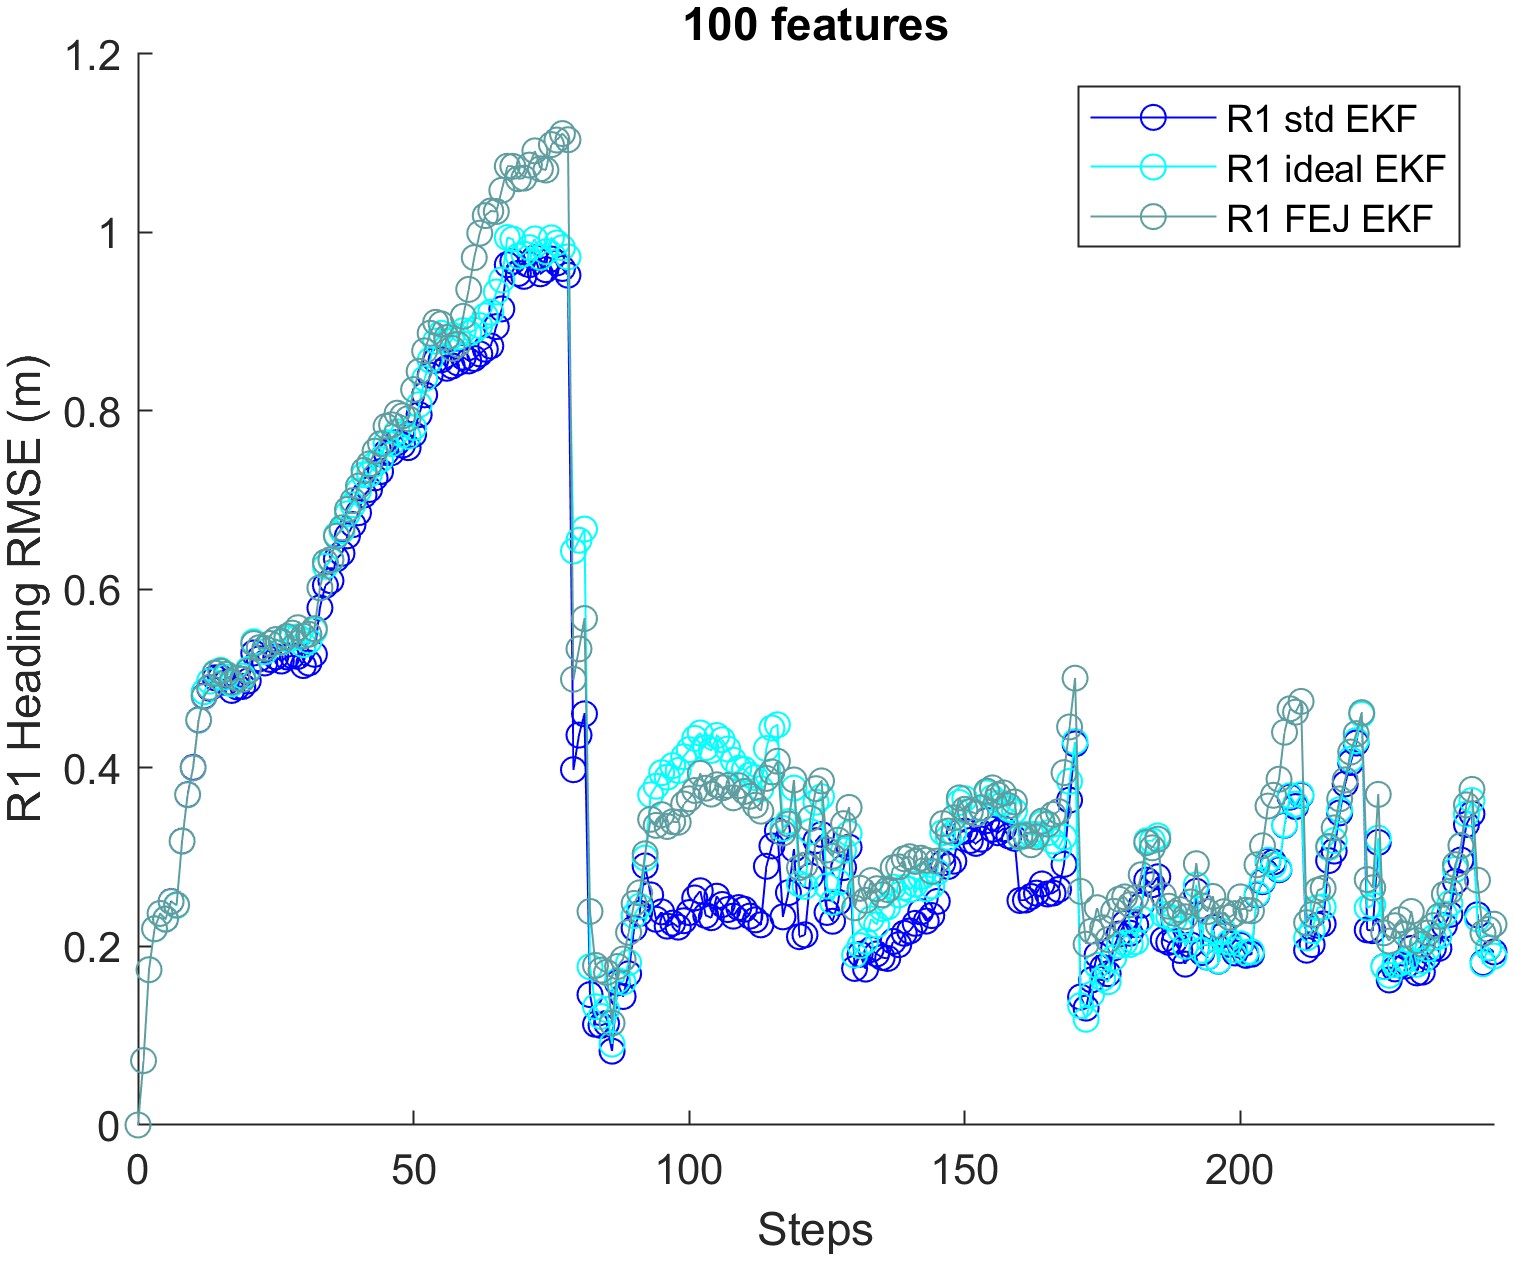 100 features
R1 std EKF
R1 ideal EKF
R1 FEJ EKF
R1 Heading RMSE (m)
1.2
1
0.8
0.6
0.4
0.2
0
0 50 100 150 200
Steps